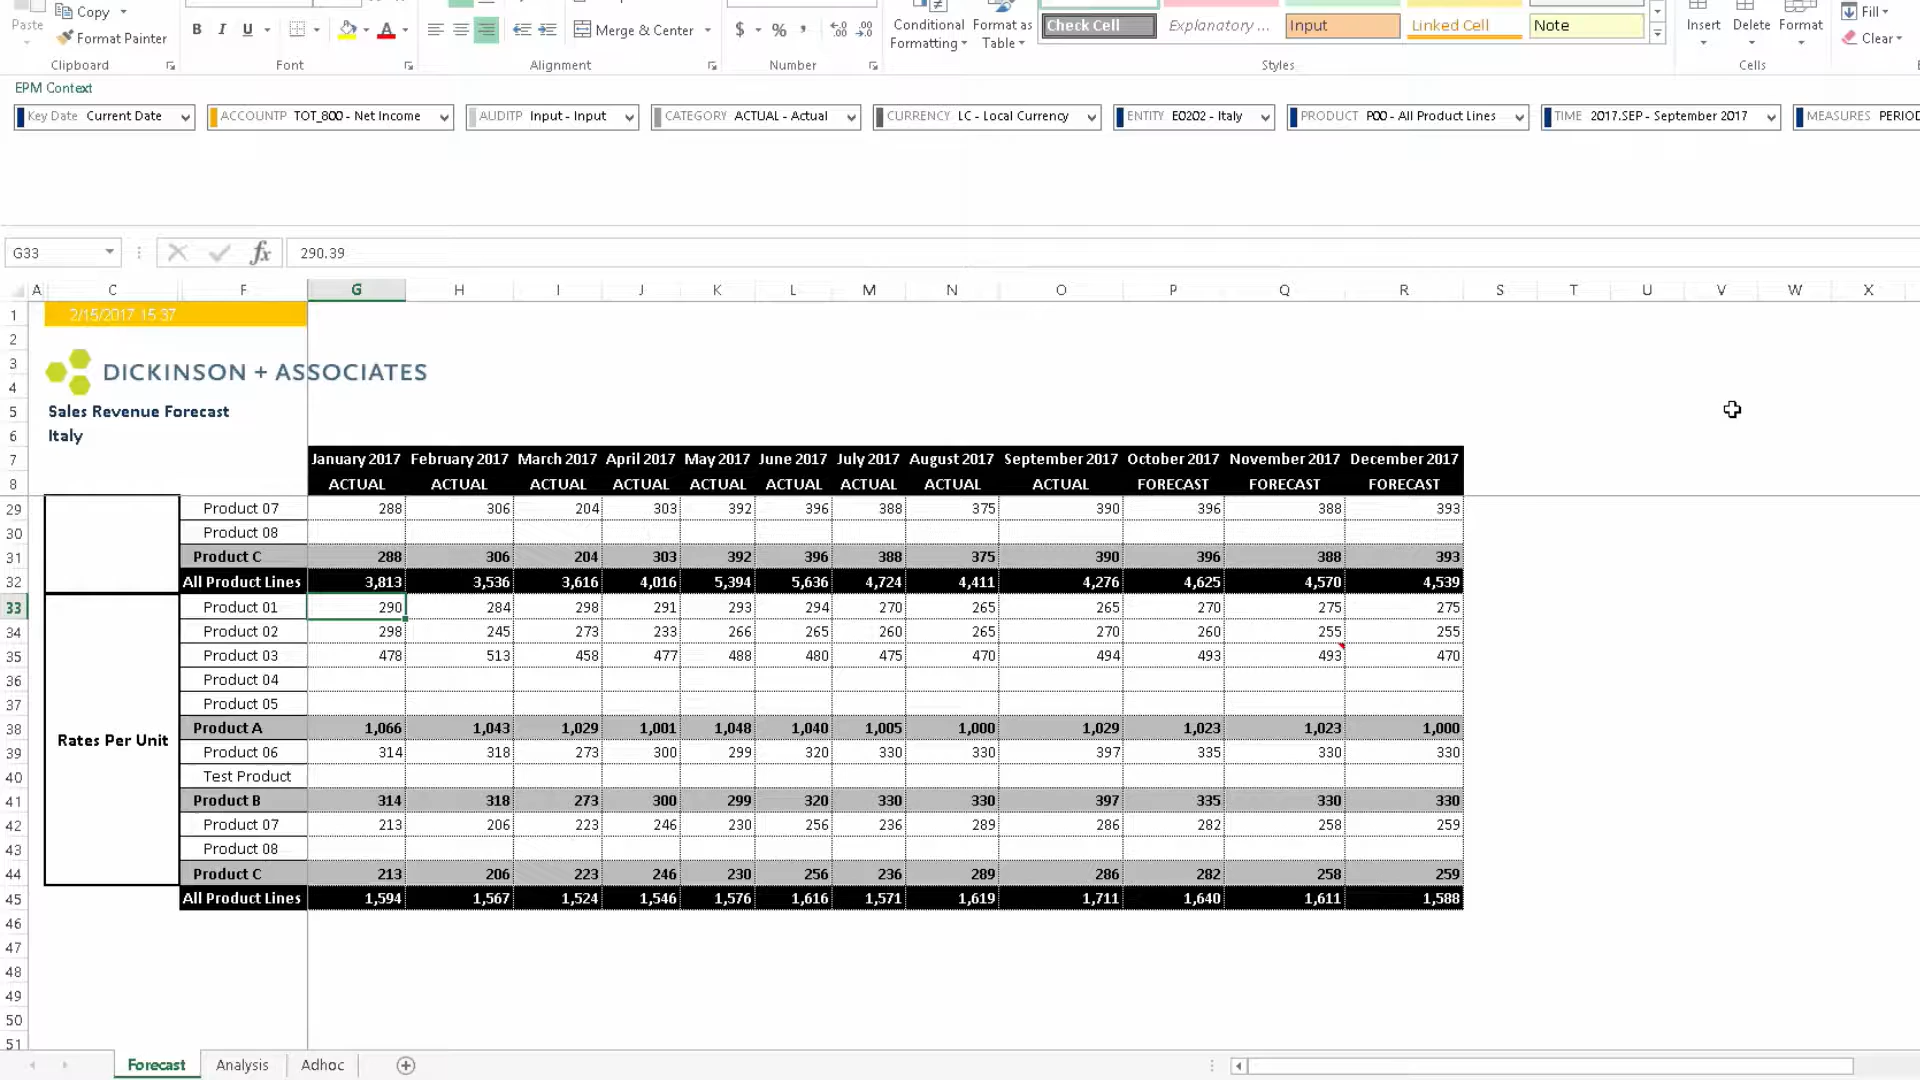 Paste
Copy
Format Painter
B I U
A
Merge & Center
$ % ,
Conditional Formatting
Format as Table
Check Cell
Explanatory ...
Input
Linked Cell
Note
Insert
Delete
Format
Fill
Clear
Clipboard
Font
Alignment
Number
Styles
Cells
EPM Context
Key Date Current Date
ACCOUNTP TOT_800 - Net Income
AUDITP Input - Input
CATEGORY ACTUAL - Actual
CURRENCY LC - Local Currency
ENTITY E0202 - Italy
PRODUCT P00 - All Product Lines
TIME 2017.SEP - September 2017
MEASURES PERIOD
G33 fx 290.39
A C F G H I J K L M N O P Q R S T U V W X
1 2/15/2017 15:37
2
3
DICKINSON + ASSOCIATES
4
5 Sales Revenue Forecast
6 Italy
7 January 2017 February 2017 March 2017 April 2017 May 2017 June 2017 July 2017 August 2017 September 2017 October 2017 November 2017 December 2017
8 ACTUAL ACTUAL ACTUAL ACTUAL ACTUAL ACTUAL ACTUAL ACTUAL ACTUAL FORECAST FORECAST FORECAST
29 Product 07 288 306 204 303 392 396 388 375 390 396 388 393
30 Product 08
31 Product C 288 306 204 303 392 396 388 375 390 396 388 393
32 All Product Lines 3,813 3,536 3,616 4,016 5,394 5,636 4,724 4,411 4,276 4,625 4,570 4,539
33 Product 01 290 284 298 291 293 294 270 265 265 270 275 275
34 Product 02 298 245 273 233 266 265 260 265 270 260 255 255
35 Product 03 478 513 458 477 488 480 475 470 494 493 493 470
36 Product 04
37 Product 05
38 Product A 1,066 1,043 1,029 1,001 1,048 1,040 1,005 1,000 1,029 1,023 1,023 1,000
Rates Per Unit
39 Product 06 314 318 273 300 299 320 330 330 397 335 330 330
40 Test Product
41 Product B 314 318 273 300 299 320 330 330 397 335 330 330
42 Product 07 213 206 223 246 230 256 236 289 286 282 258 259
43 Product 08
44 Product C 213 206 223 246 230 256 236 289 286 282 258 259
45 All Product Lines 1,594 1,567 1,524 1,546 1,576 1,616 1,571 1,619 1,711 1,640 1,611 1,588
46
47
48
49
50
51
Forecast Analysis Adhoc